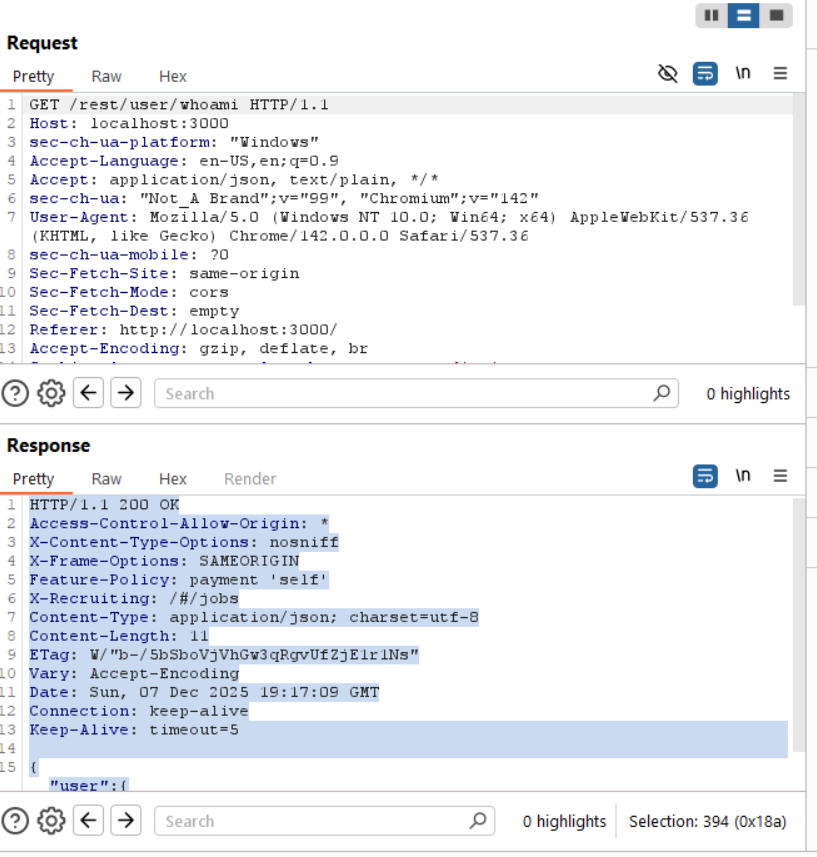 Request
Pretty Raw Hex \n
1 GET /rest/user/whoami HTTP/1.1
2 Host: localhost:3000
3 sec-ch-ua-platform: "Windows"
4 Accept-Language: en-US,en;q=0.9
5 Accept: application/json, text/plain, */*
6 sec-ch-ua: "Not_A Brand";v="99", "Chromium";v="142"
7 User-Agent: Mozilla/5.0 (Windows NT 10.0; Win64; x64) AppleWebKit/537.36
(KHTML, like Gecko) Chrome/142.0.0.0 Safari/537.36
8 sec-ch-ua-mobile: ?0
9 Sec-Fetch-Site: same-origin
10 Sec-Fetch-Mode: cors
11 Sec-Fetch-Dest: empty
12 Referer: http://localhost:3000/
13 Accept-Encoding: gzip, deflate, br
Search 0 highlights
Response
Pretty Raw Hex Render \n
1 HTTP/1.1 200 OK
2 Access-Control-Allow-Origin: *
3 X-Content-Type-Options: nosniff
4 X-Frame-Options: SAMEORIGIN
5 Feature-Policy: payment 'self'
6 X-Recruiting: /#/jobs
7 Content-Type: application/json; charset=utf-8
8 Content-Length: 11
9 ETag: W/"b-/5bSboVjVhGw3qRgvUfZjE1r1Ns"
10 Vary: Accept-Encoding
11 Date: Sun, 07 Dec 2025 19:17:09 GMT
12 Connection: keep-alive
13 Keep-Alive: timeout=5
14
15 {
"user":{
Search 0 highlights Selection: 394 (0x18a)